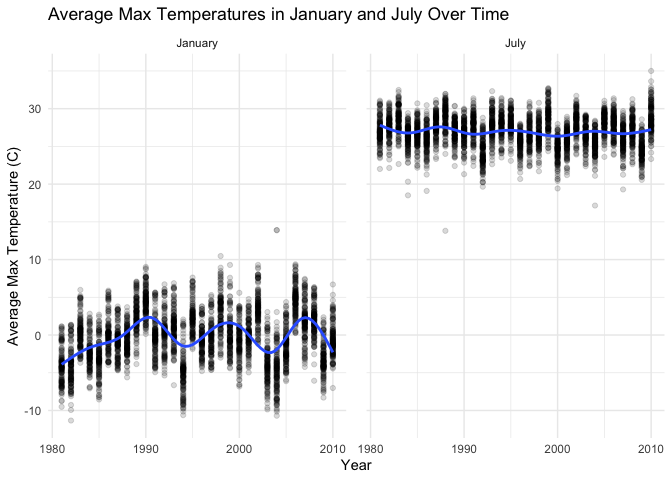 Average Max Temperatures in January and July Over Time
January
July
Average Max Temperature (C)
30
20
10
0
-10
1980
1990
2000
2010
1980
1990
2000
2010
Year